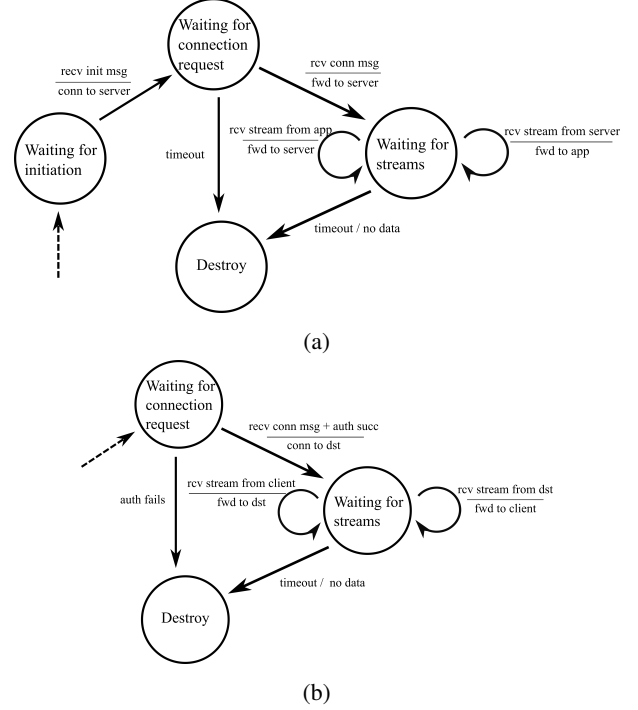 Waiting for
connection
request
recv init msg
conn to server
rcv conn msg
fwd to server
Waiting for
initiation
timeout
rcv stream from app
fwd to server
Waiting for
streams
rcv stream from server
fwd to app
timeout / no data
Destroy
(a)
Waiting for
connection
request
recv conn msg + auth succ
conn to dst
auth fails
rcv stream from client
fwd to dst
Waiting for
streams
rcv stream from dst
fwd to client
timeout / no data
Destroy
(b)